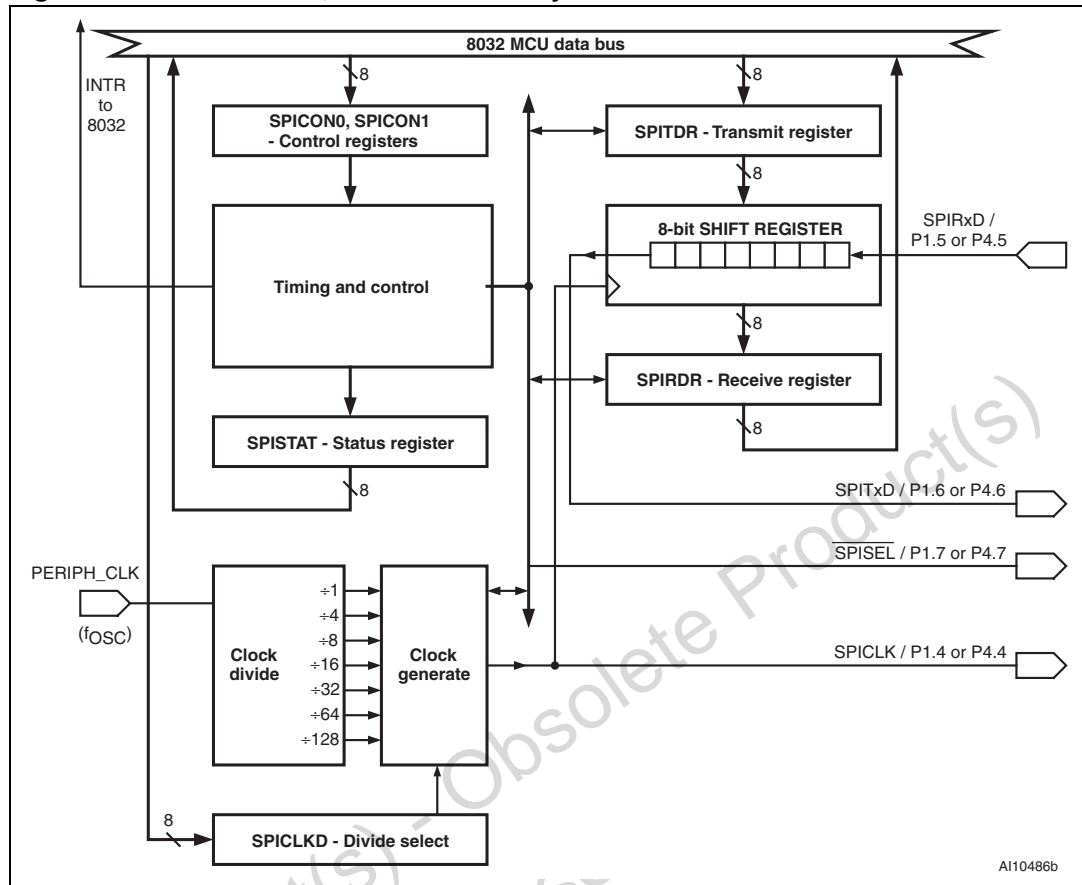 8032 MCU data bus
INTR
to
8032
8
8
SPICON0, SPICON1
- Control registers
SPITDR - Transmit register
8
8-bit SHIFT REGISTER
SPIRxD /
P1.5 or P4.5
Timing and control
8
SPIRDR - Receive register
8
SPISTAT - Status register
8
SPITxD / P1.6 or P4.6
SPISEL / P1.7 or P4.7
PERIPH_CLK
(fOSC)
Clock
divide
÷1
÷4
÷8
÷16
÷32
÷64
÷128
Clock
generate
SPICLK / P1.4 or P4.4
8
SPICLKD - Divide select
AI10486b
- Obsolete Product(s)